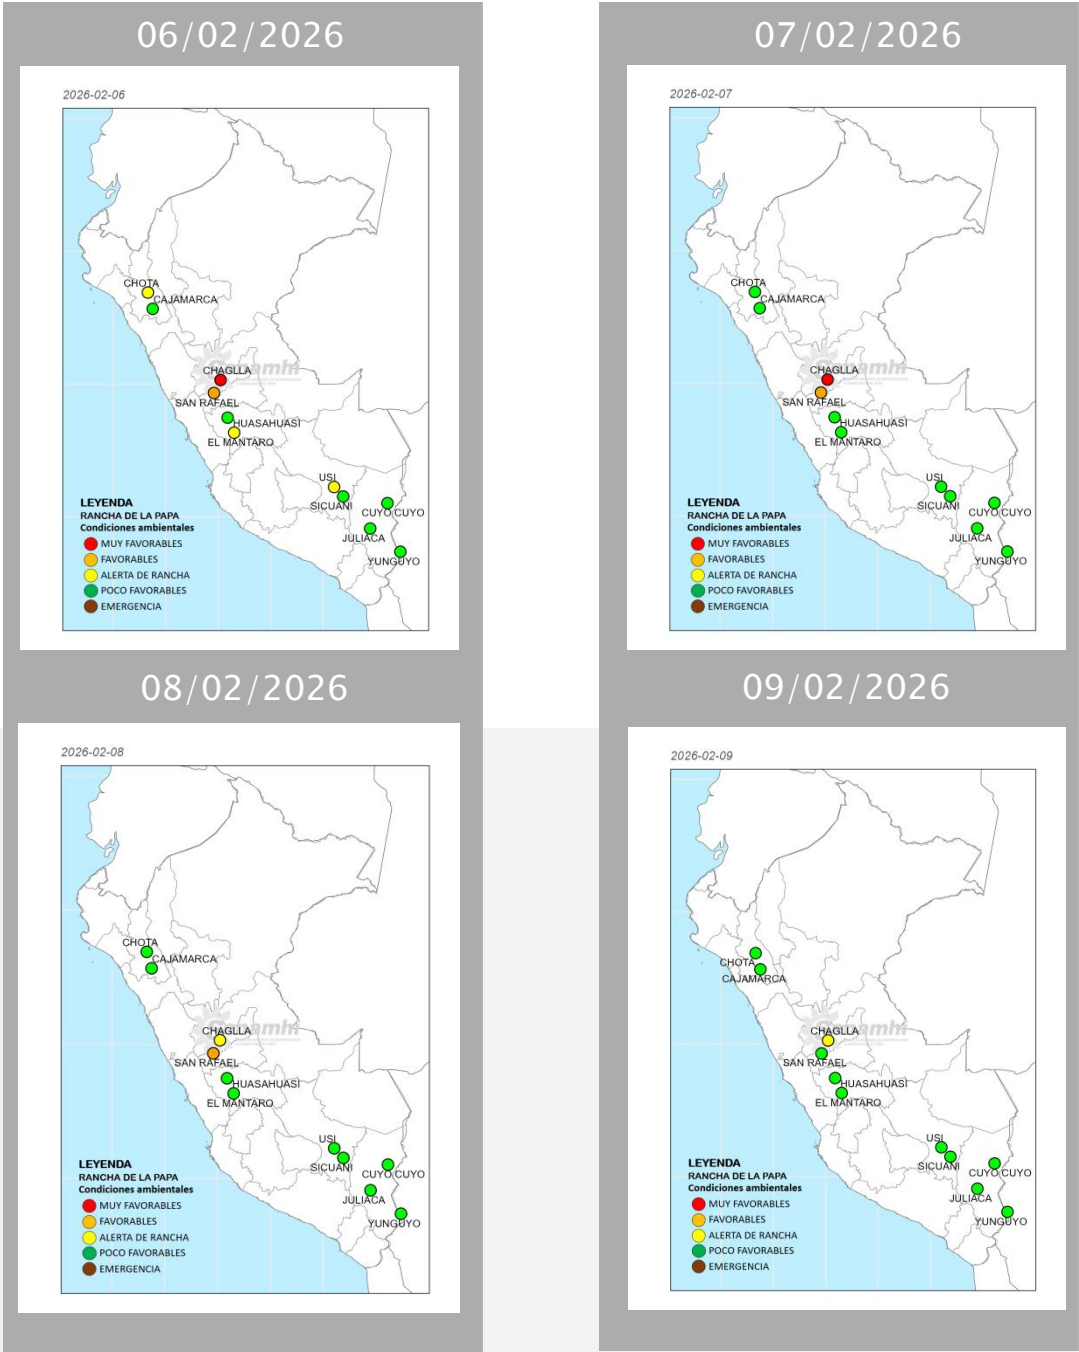 06/02/2026
2026-02-06
CHOTA
CAJAMARCA
Senamhi
CHAGLLA
SAN RAFAEL
HUASAHUASI
EL MANTARO
USI
SICUANI
CUYO CUYO
JULIACA
YUNGUYO
LEYENDA
RANCHA DE LA PAPA
Condiciones ambientales
MUY FAVORABLES
FAVORABLES
ALERTA DE RANCHA
POCO FAVORABLES
EMERGENCIA
07/02/2026
2026-02-07
CHOTA
CAJAMARCA
Senamhi
CHAGLLA
SAN RAFAEL
HUASAHUASI
EL MANTARO
USI
SICUANI
CUYO CUYO
JULIACA
YUNGUYO
LEYENDA
RANCHA DE LA PAPA
Condiciones ambientales
MUY FAVORABLES
FAVORABLES
ALERTA DE RANCHA
POCO FAVORABLES
EMERGENCIA
08/02/2026
2026-02-08
CHOTA
CAJAMARCA
Senamhi
CHAGLLA
SAN RAFAEL
HUASAHUASI
EL MANTARO
USI
SICUANI
CUYO CUYO
JULIACA
YUNGUYO
LEYENDA
RANCHA DE LA PAPA
Condiciones ambientales
MUY FAVORABLES
FAVORABLES
ALERTA DE RANCHA
POCO FAVORABLES
EMERGENCIA
09/02/2026
2026-02-09
CHOTA
CAJAMARCA
Senamhi
CHAGLLA
SAN RAFAEL
HUASAHUASI
EL MANTARO
USI
SICUANI
CUYO CUYO
JULIACA
YUNGUYO
LEYENDA
RANCHA DE LA PAPA
Condiciones ambientales
MUY FAVORABLES
FAVORABLES
ALERTA DE RANCHA
POCO FAVORABLES
EMERGENCIA